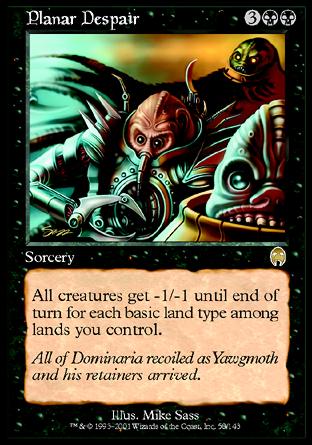 Planar Despair 3
Sorcery
All creatures get -1/-1 until end of
turn for each basic land type among
lands you control.
All of Dominaria recoiled as Yawgmoth
and his retainers arrived.
Illus. Mike Sass
™ & © 1993-2001 Wizards of the Coast, Inc. 50/143